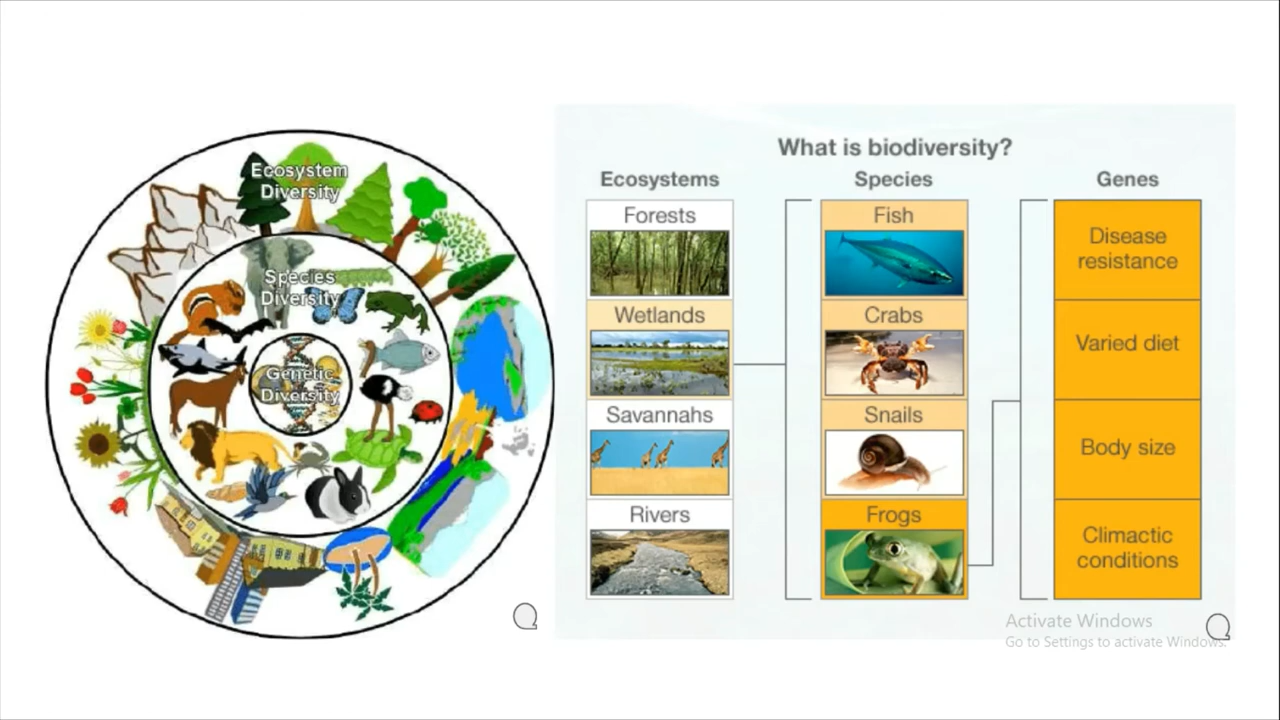 Ecosystem
Diversity
Species
Diversity
Genetic
Diversity
What is biodiversity?
Ecosystems
Forests
Wetlands
Savannahs
Rivers
Species
Fish
Crabs
Snails
Frogs
Genes
Disease
resistance
Varied diet
Body size
Climactic
conditions
Activate Windows
Go to Settings to activate Windows.